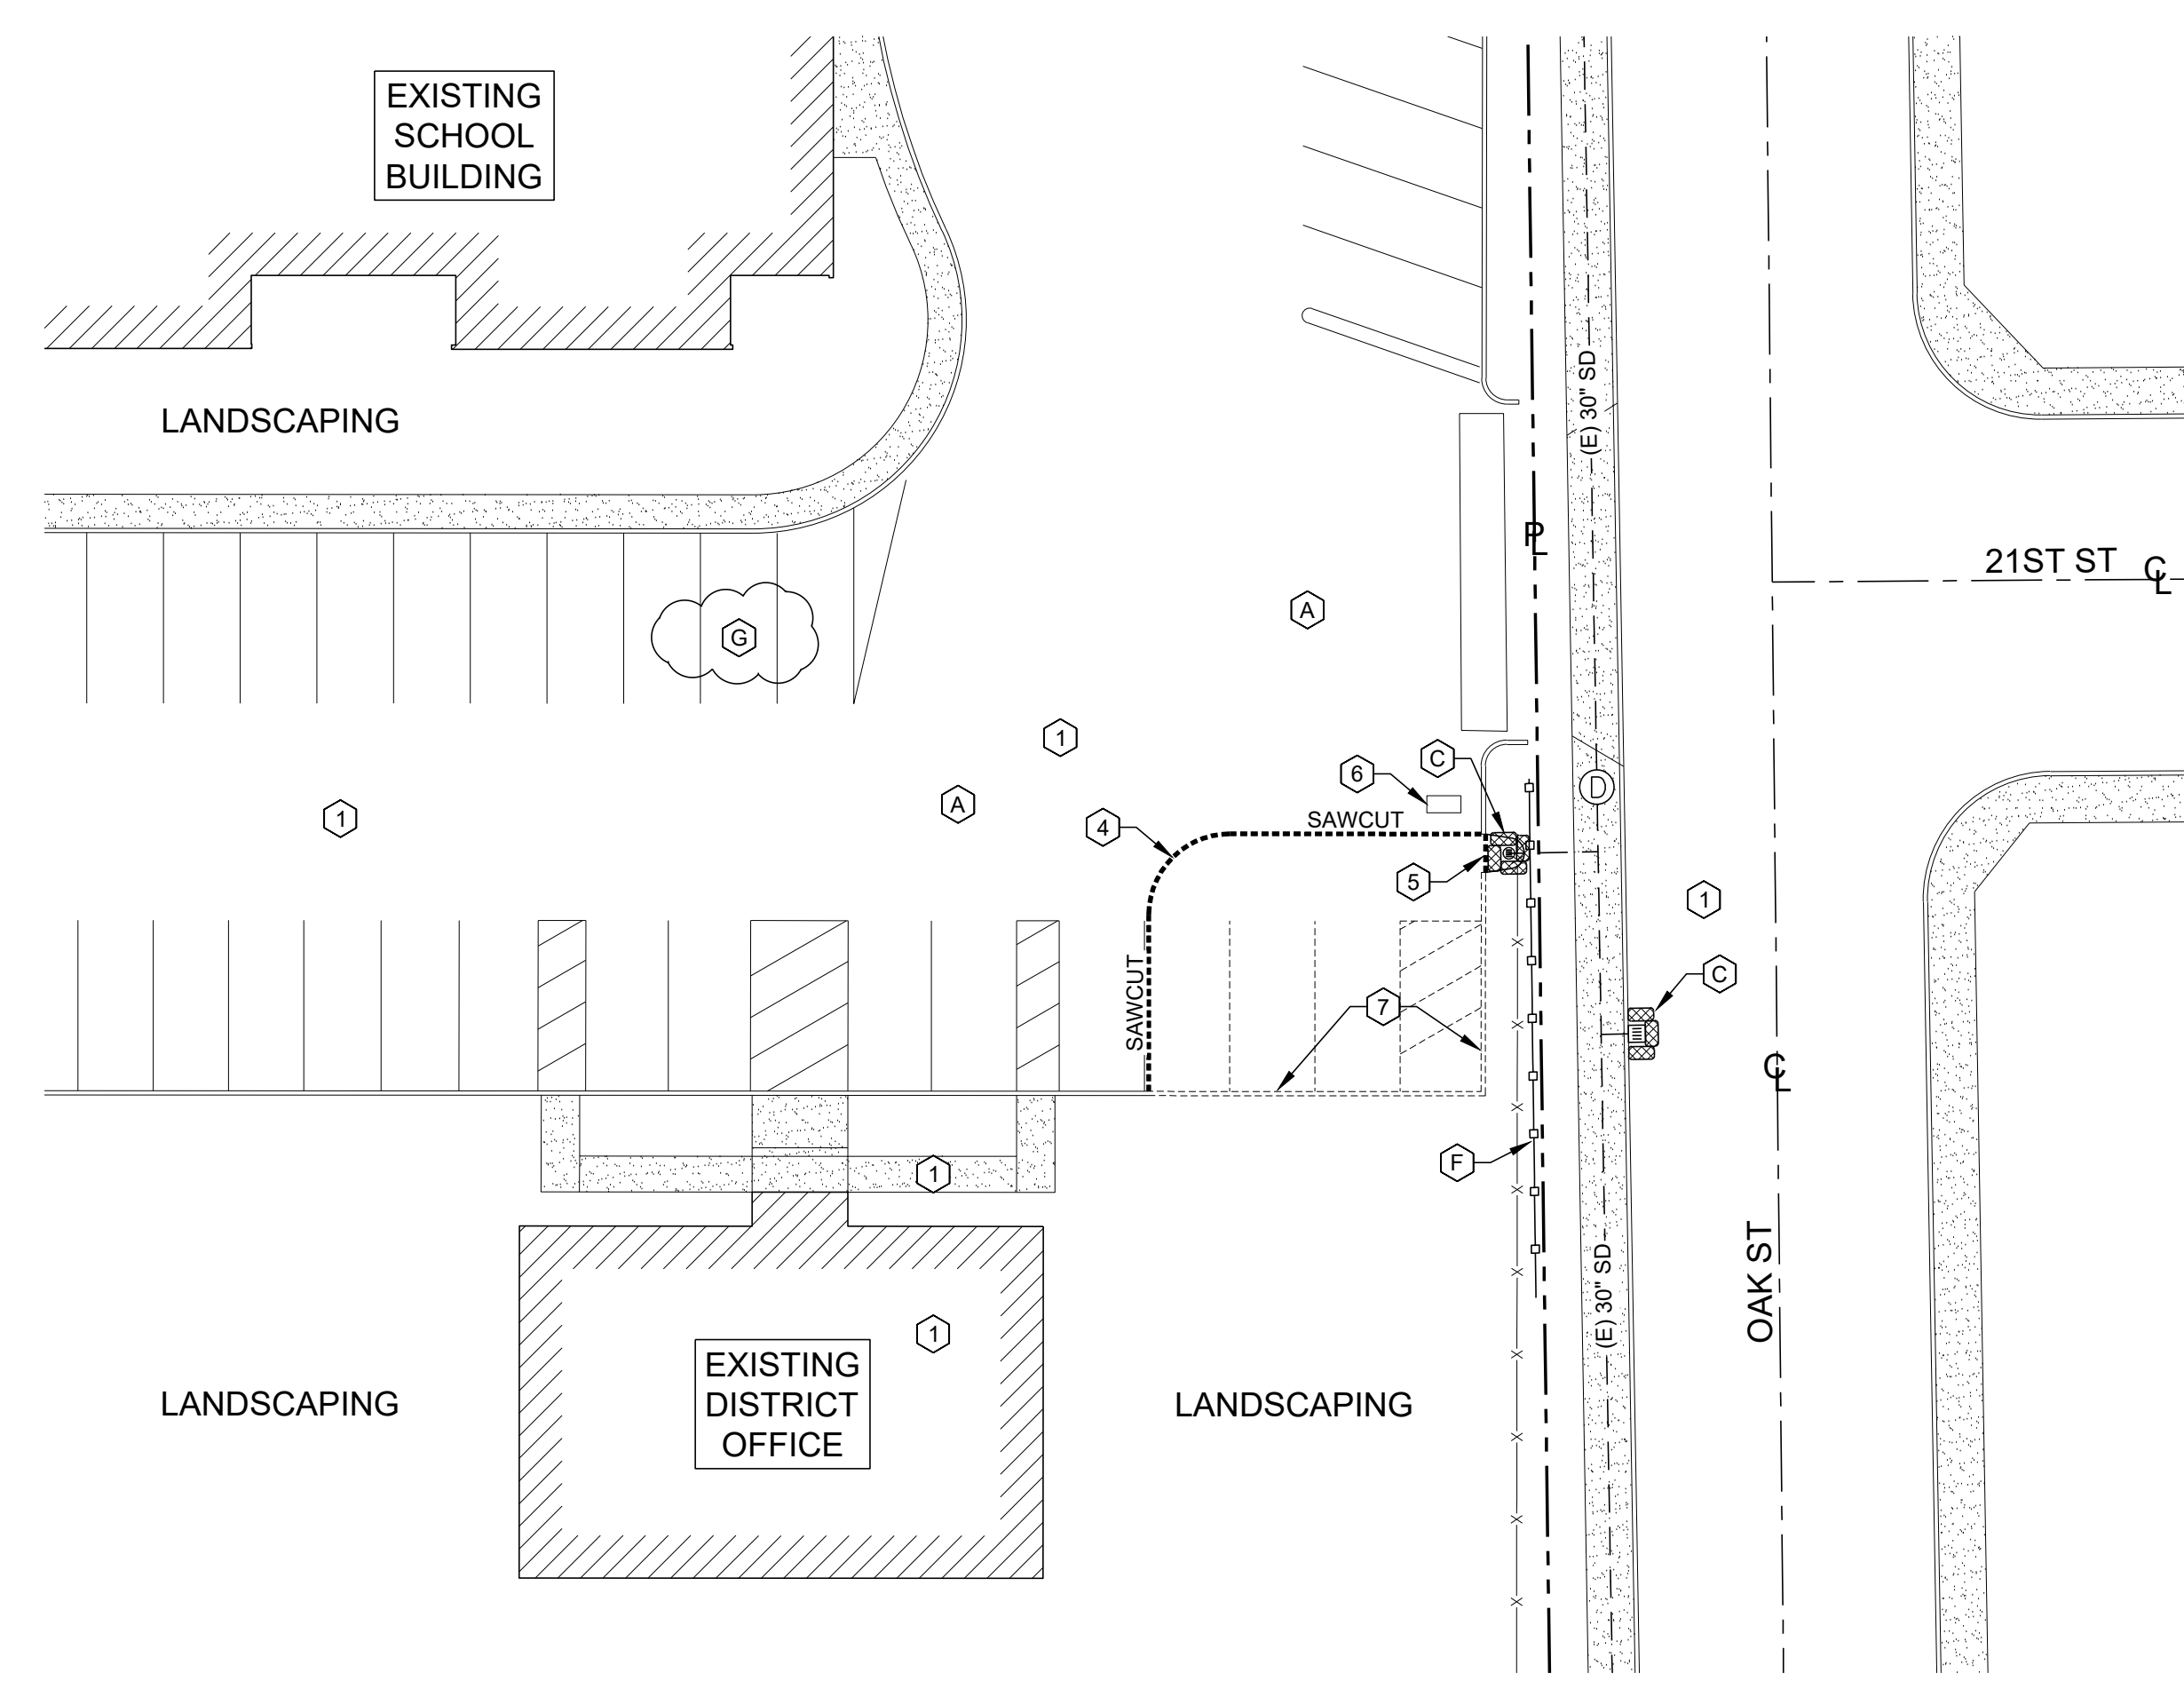 EXISTING
SCHOOL
BUILDING
(E) 30" SD
LANDSCAPING
PL
21ST ST CL
A
G
1
C
6
D
A
1
SAWCUT
4
5
1
C
SAWCUT
7
CL
F
1
OAK ST
(E) 30" SD
1
EXISTING
DISTRICT
OFFICE
LANDSCAPING
LANDSCAPING